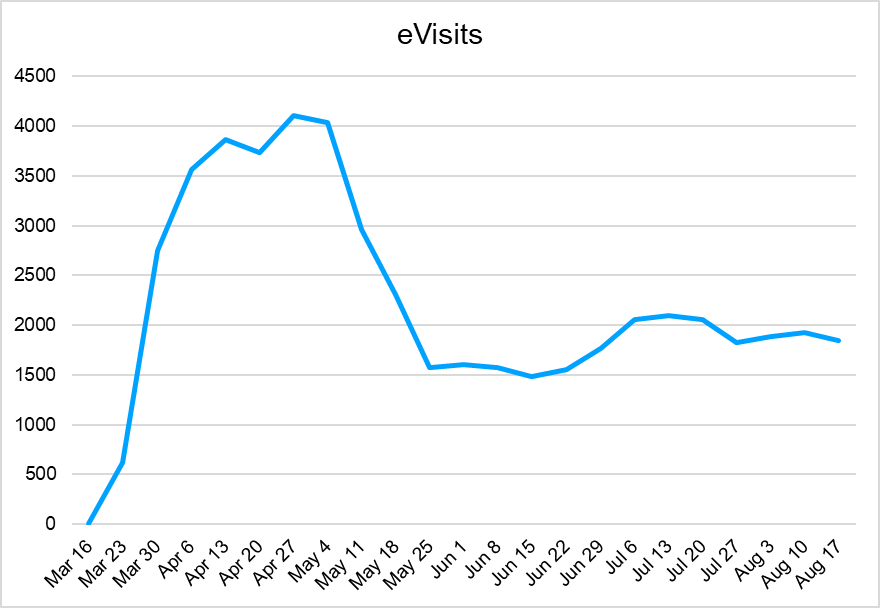 eVisits
4500
4000
3500
3000
2500
2000
1500
1000
500
0
Mar 16
Mar 23
Mar 30
Apr 6
Apr 13
Apr 20
Apr 27
May 4
May 11
May 18
May 25
Jun 1
Jun 8
Jun 15
Jun 22
Jun 29
Jul 6
Jul 13
Jul 20
Jul 27
Aug 3
Aug 10
Aug 17